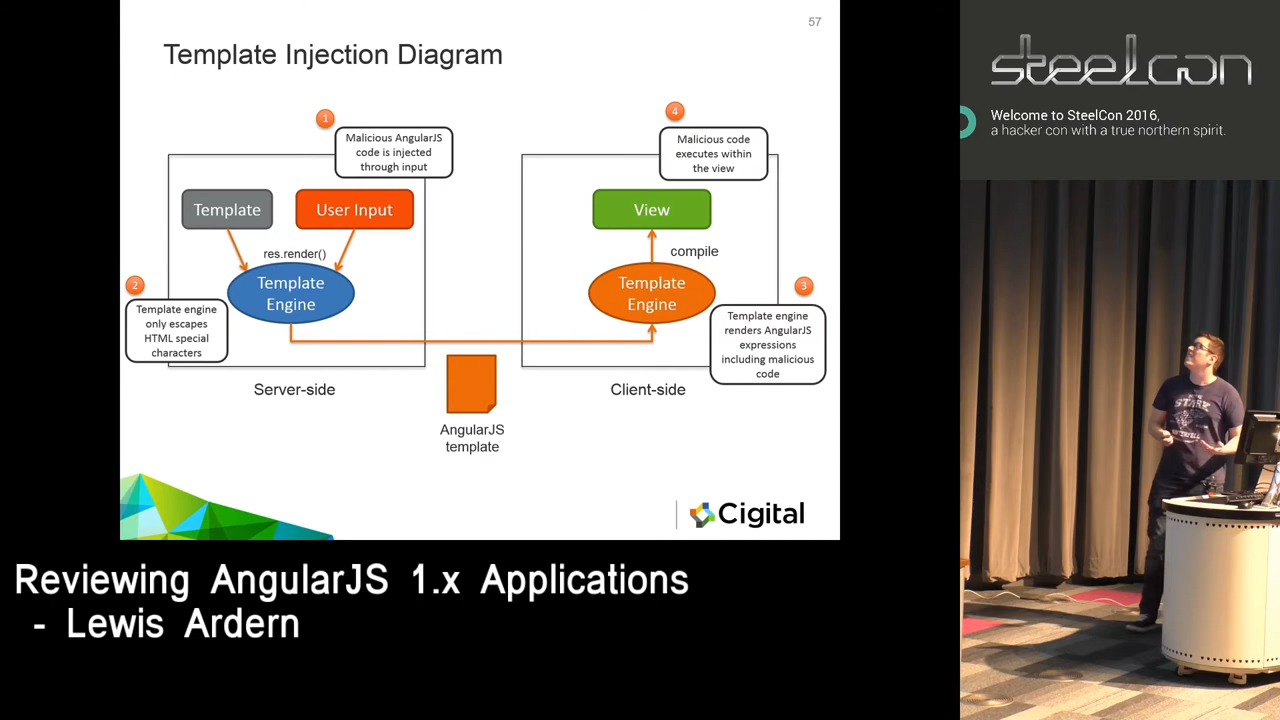 57
Template Injection Diagram
1
Malicious AngularJS
code is injected
through input
4
Malicious code
executes within
the view
Template
User Input
View
res.render()
compile
Template
Engine
Template
Engine
2
Template engine
only escapes
HTML special
characters
3
Template engine
renders AngularJS
expressions
including malicious
code
Server-side
Client-side
AngularJS
template
Cigital
steelcon
Welcome to SteelCon 2016,
a hacker con with a true northern spirit.
STARK
WINTERFELL
Reviewing AngularJS 1.x Applications
- Lewis Ardern